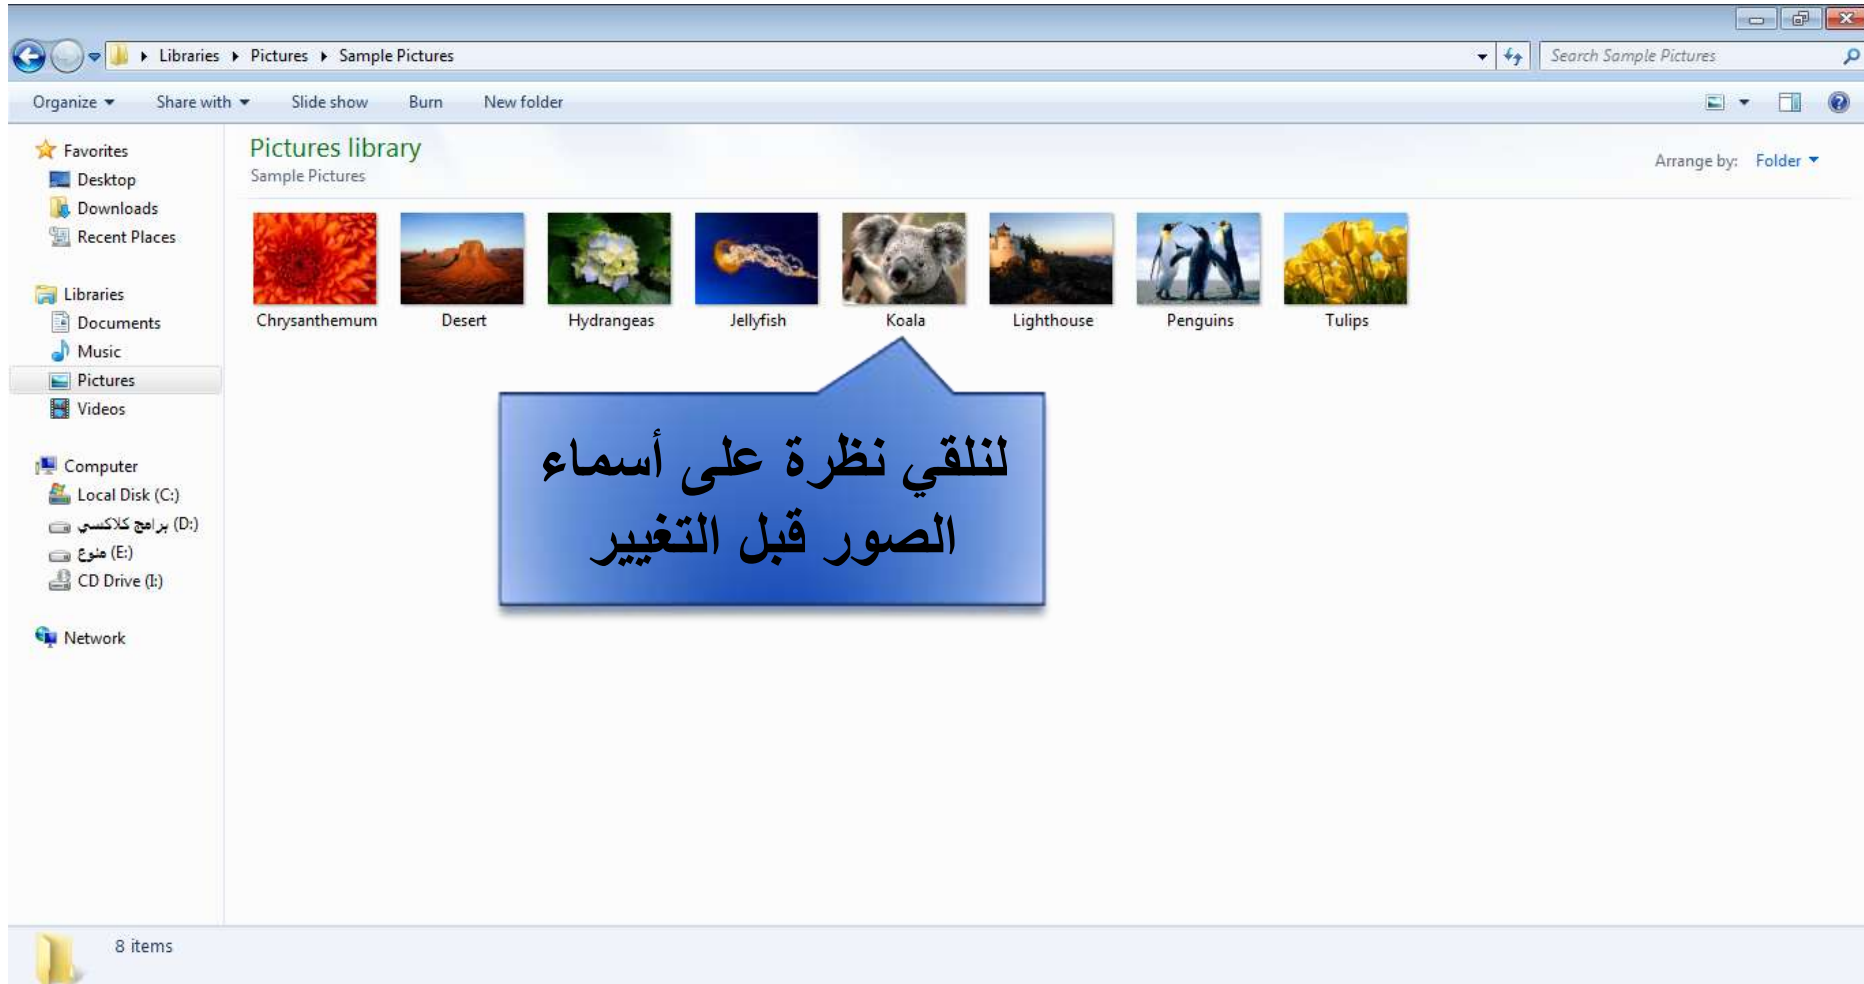 Libraries ▸ Pictures ▸ Sample Pictures
Search Sample Pictures
Organize Share with Slide show Burn New folder
Favorites
Desktop
Downloads
Recent Places
Libraries
Documents
Music
Pictures
Videos
Computer
Local Disk (C:)
برامج كلاكسي (D:)
منوع (E:)
CD Drive (I:)
Network
Pictures library
Sample Pictures
Arrange by: Folder
Chrysanthemum
Desert
Hydrangeas
Jellyfish
Koala
Lighthouse
Penguins
Tulips
لنلقي نظرة على أسماء
الصور قبل التغيير
8 items